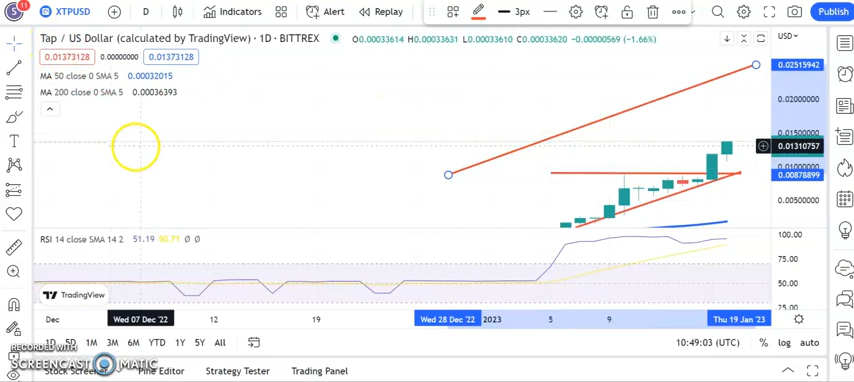 S 11 XTPUSD D Indicators Alert Replay 3px Publish
Tap / US Dollar (calculated by TradingView) · 1D · BITTREX O0.00033614 H0.00033631 L0.00033610 C0.00033620 −0.00000569 (−1.66%) USD
0.01373128 0.00000000 0.01373128
0.02515942
MA 50 close 0 SMA 5 0.00032015
MA 200 close 0 SMA 5 0.00036393
0.02000000
0.01500000
0.01310757
0.00878899
0.00500000
RSI 14 close SMA 14 2 51.19 50.71 Ø Ø
100.00
75.00
50.00
25.00
TradingView
Dec Wed 07 Dec '22 12 19 Wed 28 Dec '22 2023 5 9 Thu 19 Jan '23
1D 5D 1M 3M 6M YTD 1Y 5Y All 10:49:03 (UTC) % log auto
RECORDED WITH
SCREENCAST MATIC
Stock Screener Pine Editor Strategy Tester Trading Panel